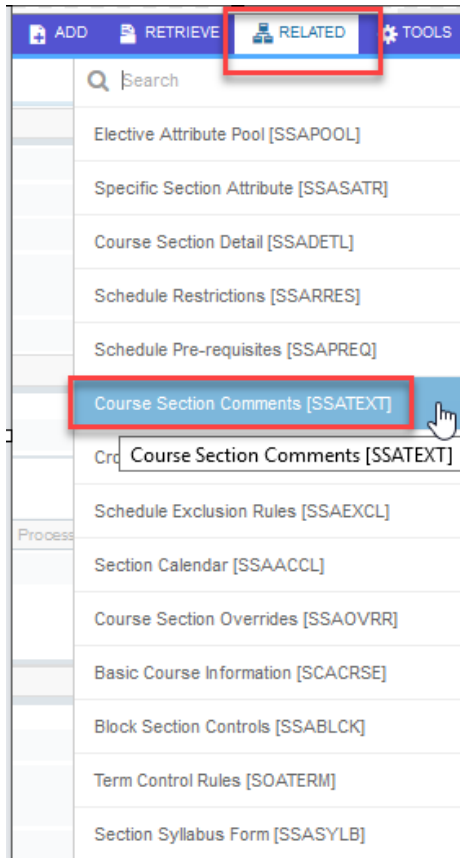 ADD RETRIEVE RELATED TOOLS
Search
Elective Attribute Pool [SSAPOOL]
Specific Section Attribute [SSASATR]
Course Section Detail [SSADETL]
Schedule Restrictions [SSARRES]
Schedule Pre-requisites [SSAPREQ]
Course Section Comments [SSATEXT]
Course Section Comments [SSATEXT]
Schedule Exclusion Rules [SSAEXCL]
Process
Section Calendar [SSAACCL]
Course Section Overrides [SSAOVRR]
Basic Course Information [SCACRSE]
Block Section Controls [SSABLCK]
Term Control Rules [SOATERM]
Section Syllabus Form [SSASYLB]